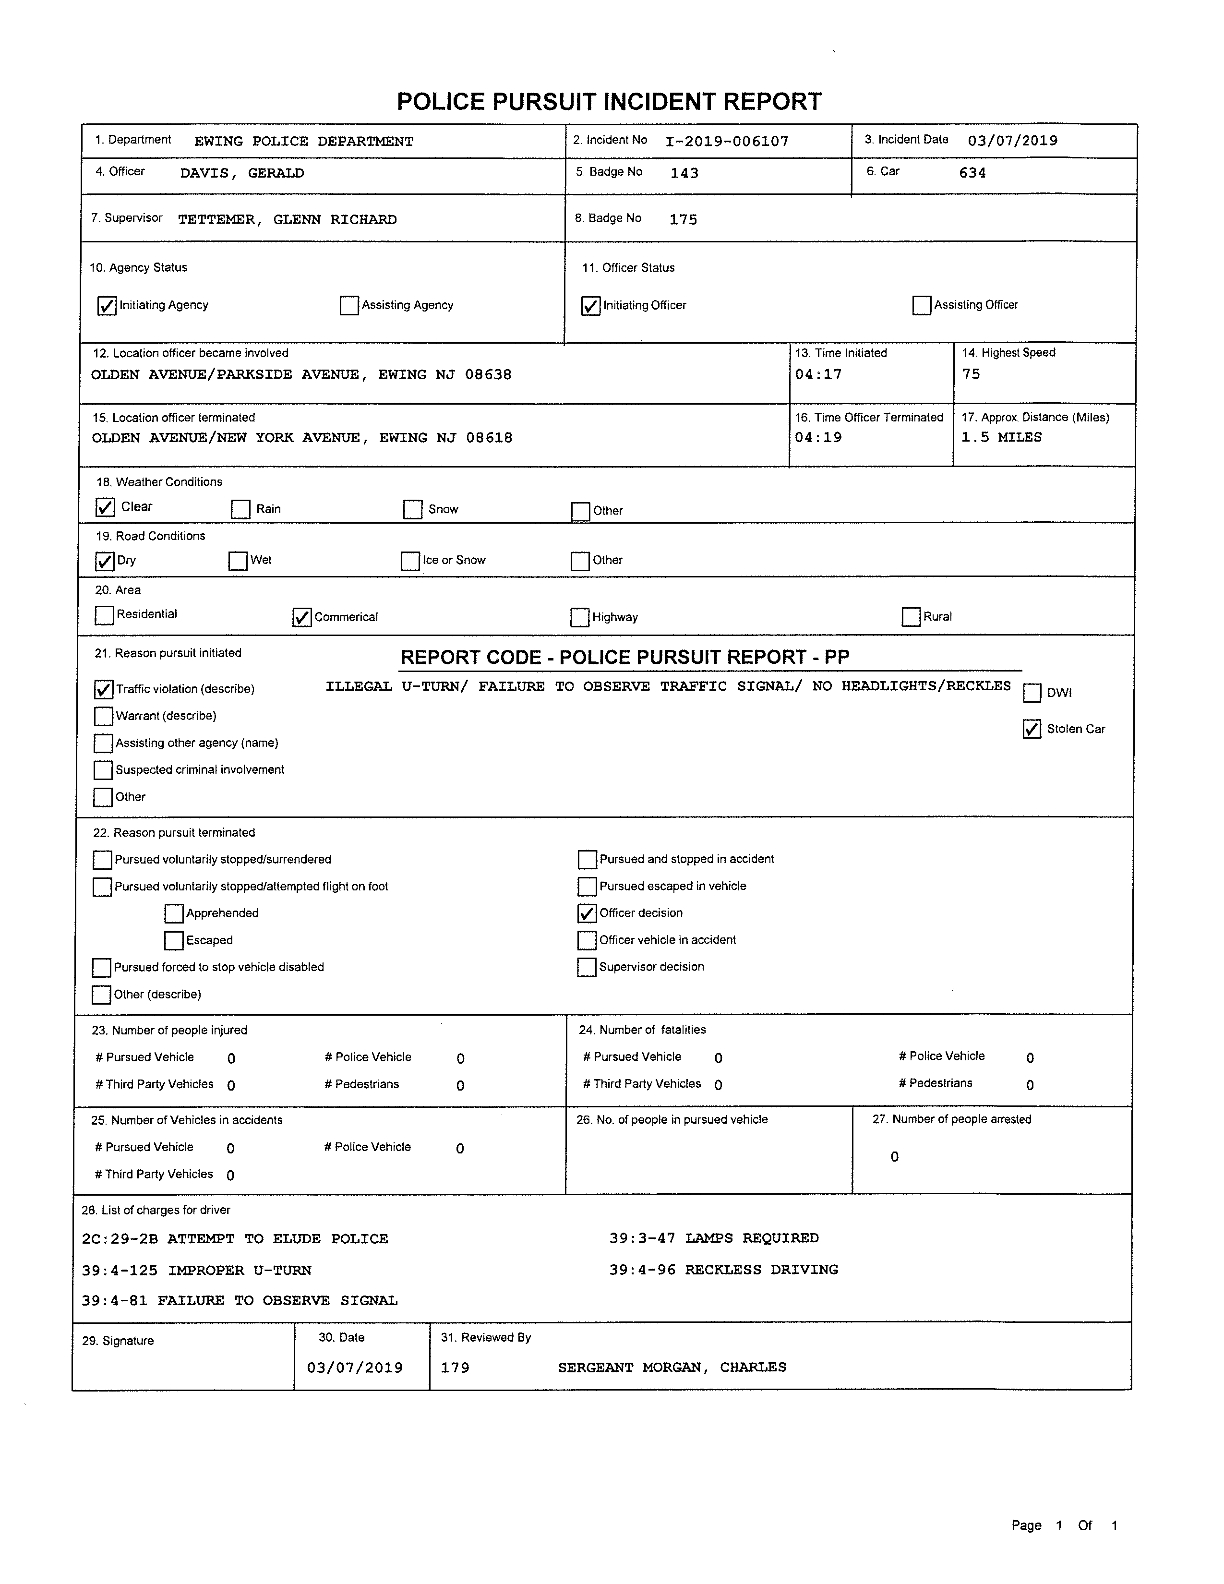 POLICE PURSUIT INCIDENT REPORT
1. Department EWING POLICE DEPARTMENT 2. Incident No I-2019-006107 3. Incident Date 03/07/2019
4. Officer DAVIS, GERALD 5 Badge No 143 6. Car 634
7. Supervisor TETTEMER, GLENN RICHARD 8. Badge No 175
10. Agency Status 11. Officer Status
Initiating Agency Assisting Agency Initiating Officer Assisting Officer
12. Location officer became involved 13. Time Initiated 14. Highest Speed
OLDEN AVENUE/PARKSIDE AVENUE, EWING NJ 08638 04:17 75
15. Location officer terminated 16. Time Officer Terminated 17. Approx. Distance (Miles)
OLDEN AVENUE/NEW YORK AVENUE, EWING NJ 08618 04:19 1.5 MILES
18. Weather Conditions
Clear Rain Snow Other
19. Road Conditions
Dry Wet Ice or Snow Other
20. Area
Residential Commerical Highway Rural
21. Reason pursuit initiated REPORT CODE - POLICE PURSUIT REPORT - PP
Traffic violation (describe) ILLEGAL U-TURN/ FAILURE TO OBSERVE TRAFFIC SIGNAL/ NO HEADLIGHTS/RECKLES DWI
Warrant (describe) Stolen Car
Assisting other agency (name)
Suspected criminal involvement
Other
22. Reason pursuit terminated
Pursued voluntarily stopped/surrendered Pursued and stopped in accident
Pursued voluntarily stopped/attempted flight on foot Pursued escaped in vehicle
Apprehended Officer decision
Escaped Officer vehicle in accident
Pursued forced to stop vehicle disabled Supervisor decision
Other (describe)
23. Number of people injured 24. Number of fatalities
# Pursued Vehicle 0 # Police Vehicle 0 # Pursued Vehicle 0 # Police Vehicle 0
# Third Party Vehicles 0 # Pedestrians 0 # Third Party Vehicles 0 # Pedestrians 0
25. Number of Vehicles in accidents 26. No. of people in pursued vehicle 27. Number of people arrested
# Pursued Vehicle 0 # Police Vehicle 0 0
# Third Party Vehicles 0
28. List of charges for driver
2C:29-2B ATTEMPT TO ELUDE POLICE 39:3-47 LAMPS REQUIRED
39:4-125 IMPROPER U-TURN 39:4-96 RECKLESS DRIVING
39:4-81 FAILURE TO OBSERVE SIGNAL
29. Signature 30. Date 31. Reviewed By
03/07/2019 179 SERGEANT MORGAN, CHARLES
Page 1 Of 1